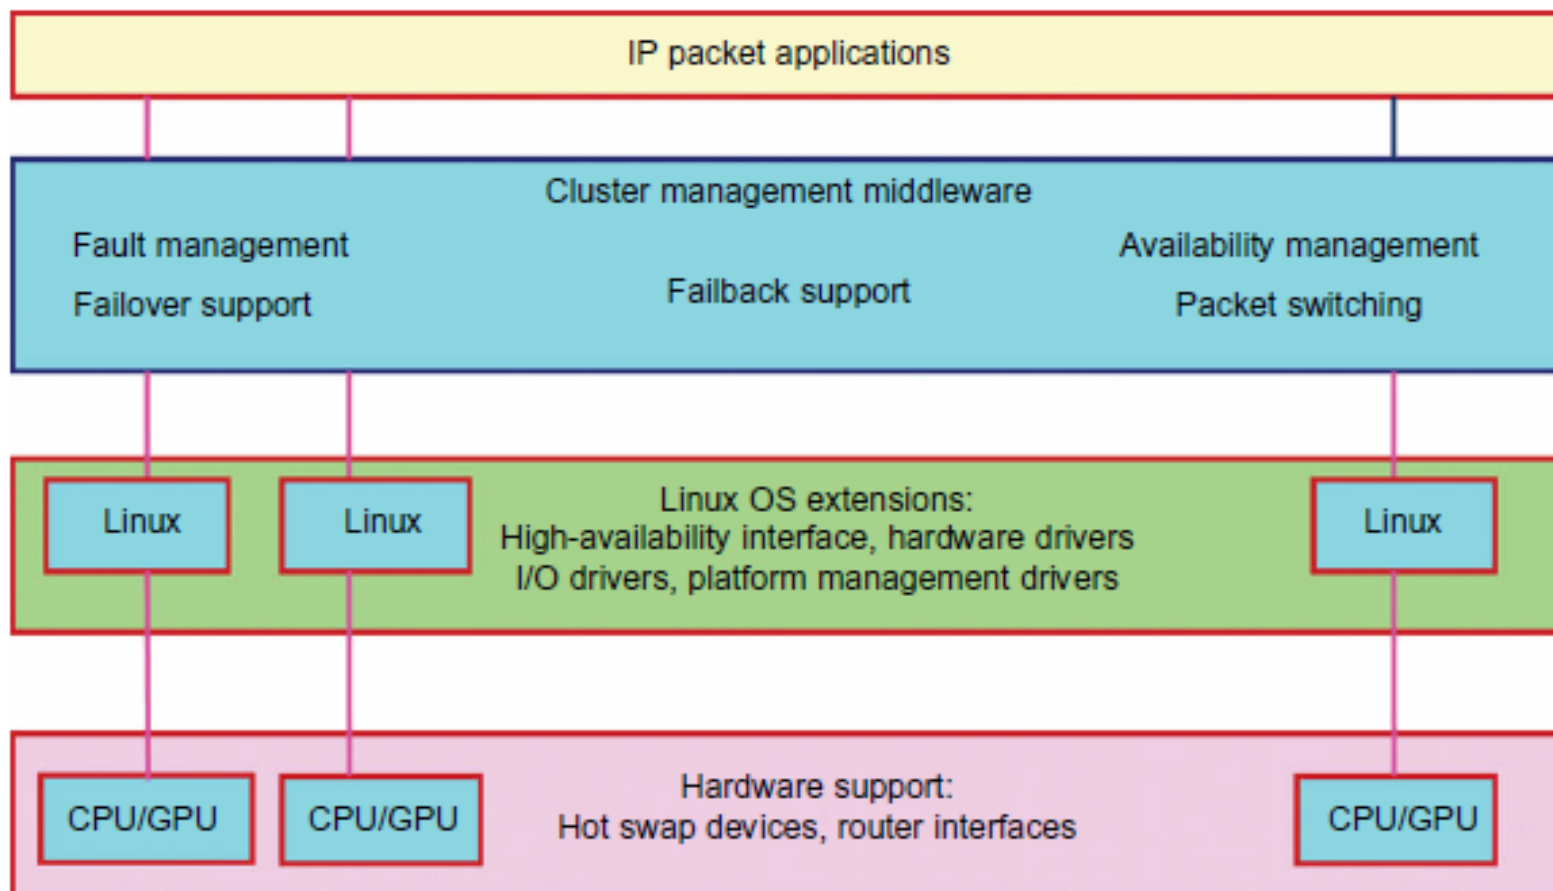 IP packet applications
Cluster management middleware
Fault management
Availability management
Failover support
Failback support
Packet switching
Linux
Linux
Linux OS extensions:
High-availability interface, hardware drivers
I/O drivers, platform management drivers
Linux
CPU/GPU
CPU/GPU
Hardware support:
Hot swap devices, router interfaces
CPU/GPU